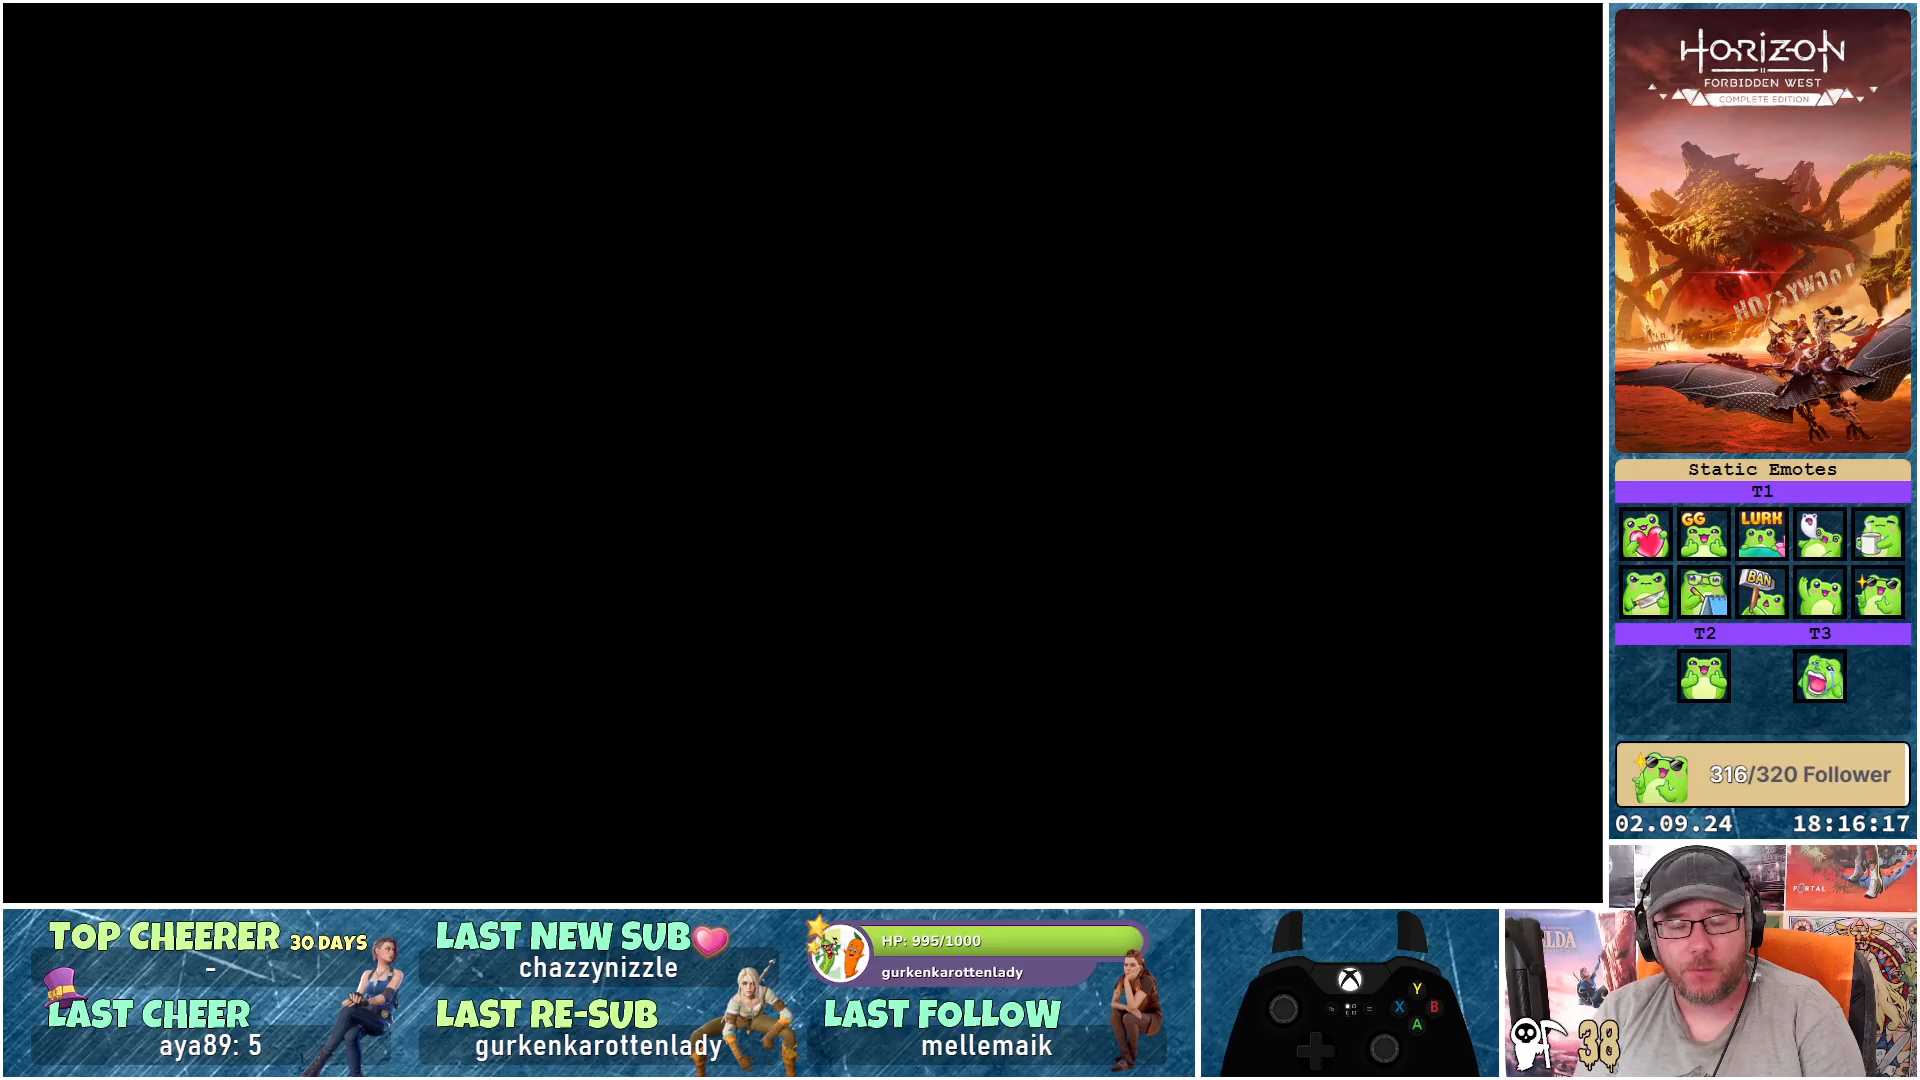 HORIZON
FORBIDDEN WEST
COMPLETE EDITION
HOLLYWOOD
Static Emotes
T1
GG
LURK
BAN
T2
T3
316/320 Follower
02.09.24
18:16:17
PORTAL
TOP CHEERER 30 DAYS
-
LAST CHEER
aya89: 5
LAST NEW SUB
chazzynizzle
LAST RE-SUB
gurkenkarottenlady
HP: 995/1000
gurkenkarottenlady
LAST FOLLOW
mellemaik
Y
X
B
A
38